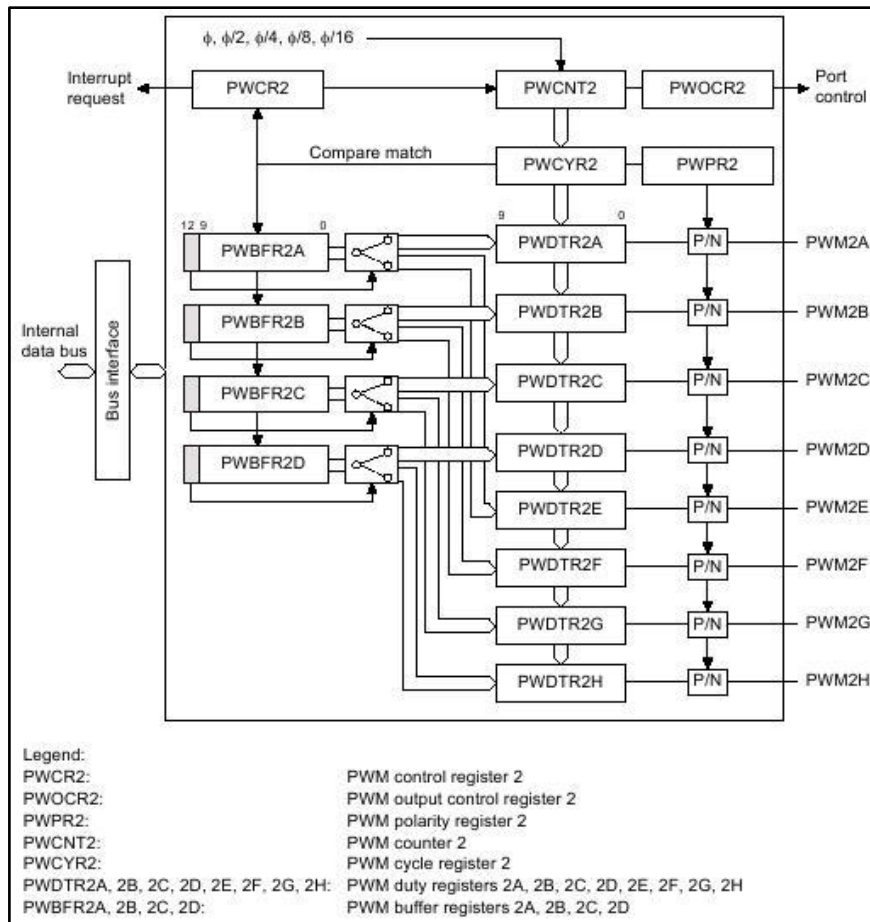 ϕ, ϕ/2, ϕ/4, ϕ/8, ϕ/16
Interrupt request
PWCR2
PWCNT2
PWOCR2
Port control
Compare match
PWCYR2
PWPR2
12 9 0
9 0
PWBFR2A
PWDTR2A
P/N
PWM2A
PWBFR2B
PWDTR2B
P/N
PWM2B
Internal data bus
Bus interface
PWBFR2C
PWDTR2C
P/N
PWM2C
PWBFR2D
PWDTR2D
P/N
PWM2D
PWDTR2E
P/N
PWM2E
PWDTR2F
P/N
PWM2F
PWDTR2G
P/N
PWM2G
PWDTR2H
P/N
PWM2H
Legend:
PWCR2: PWM control register 2
PWOCR2: PWM output control register 2
PWPR2: PWM polarity register 2
PWCNT2: PWM counter 2
PWCYR2: PWM cycle register 2
PWDTR2A, 2B, 2C, 2D, 2E, 2F, 2G, 2H: PWM duty registers 2A, 2B, 2C, 2D, 2E, 2F, 2G, 2H
PWBFR2A, 2B, 2C, 2D: PWM buffer registers 2A, 2B, 2C, 2D